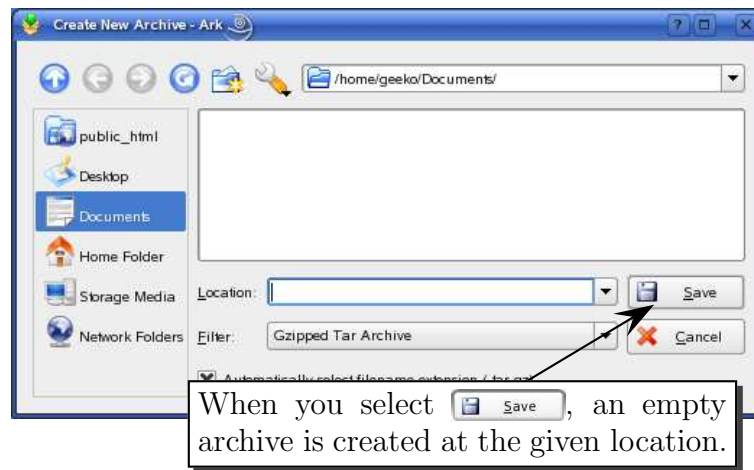 Create New Archive - Ark
/home/geeko/Documents/
public_html
Desktop
Documents
Home Folder
Storage Media
Network Folders
Location:
Save
Filter:
Gzipped Tar Archive
Cancel
Automatically select filename extension (.tar.gz)
When you select Save, an empty
archive is created at the given location.